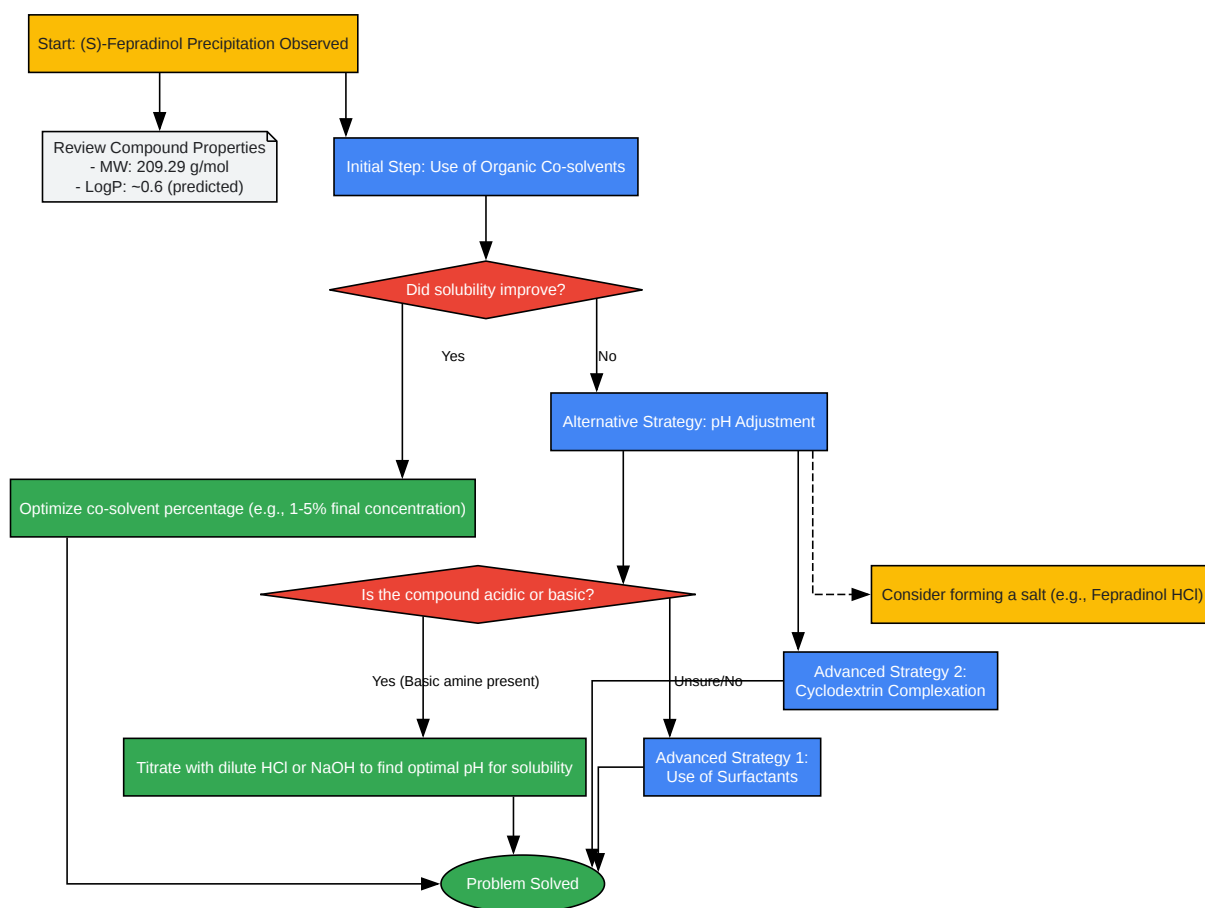 Start: (S)-Fepradinol Precipitation Observed
Review Compound Properties
- MW: 209.29 g/mol
- LogP: ~0.6 (predicted)
Initial Step: Use of Organic Co-solvents
Did solubility improve?
Yes
No
Alternative Strategy: pH Adjustment
Optimize co-solvent percentage (e.g., 1-5% final concentration)
Is the compound acidic or basic?
Consider forming a salt (e.g., Fepradinol HCl)
Yes (Basic amine present)
Unsure/No
Advanced Strategy 2:
Cyclodextrin Complexation
Titrate with dilute HCl or NaOH to find optimal pH for solubility
Advanced Strategy 1:
Use of Surfactants
Problem Solved